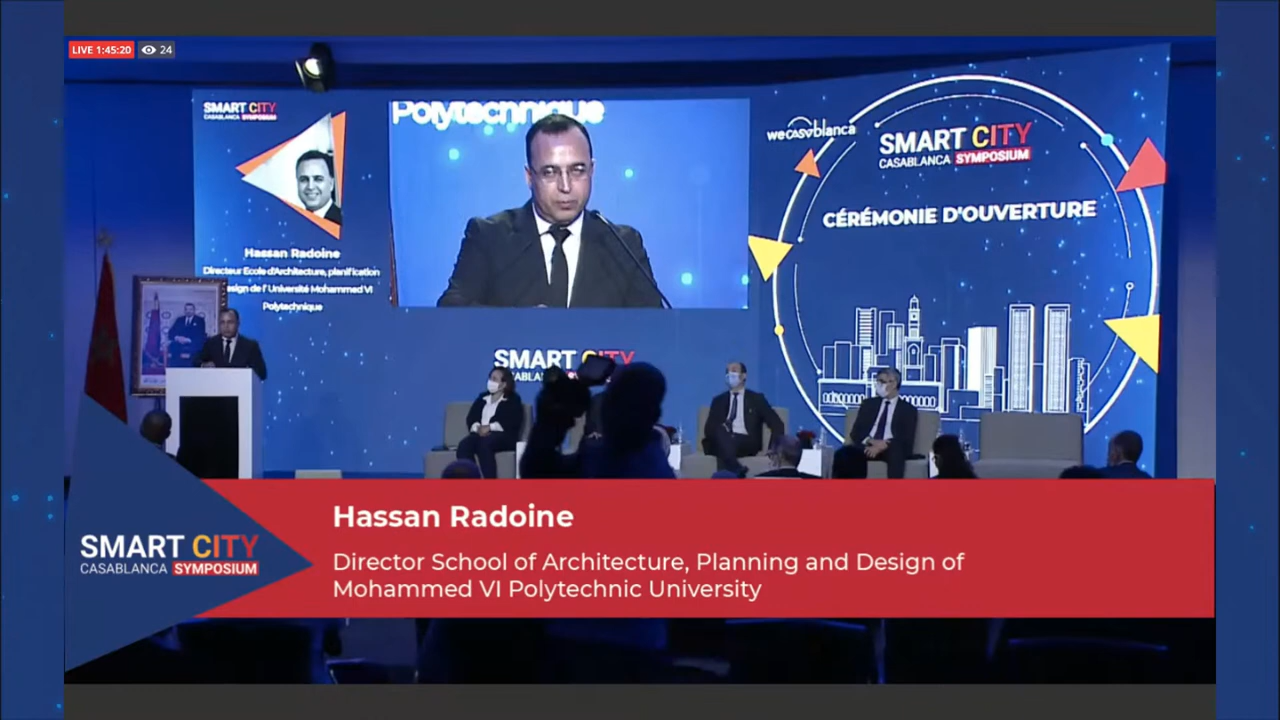 LIVE 1:45:20
24
SMART CITY
CASABLANCA SYMPOSIUM
Hassan Radoine
Directeur Ecole d'Architecture, planification
esign de l' Université Mohammed VI
Polytechnique
Polytechnique
wecasablanca
SMART CITY
CASABLANCA SYMPOSIUM
CÉRÉMONIE D'OUVERTURE
SMART CITY
Hassan Radoine
Director School of Architecture, Planning and Design of
Mohammed VI Polytechnic University
SMART CITY
CASABLANCA SYMPOSIUM